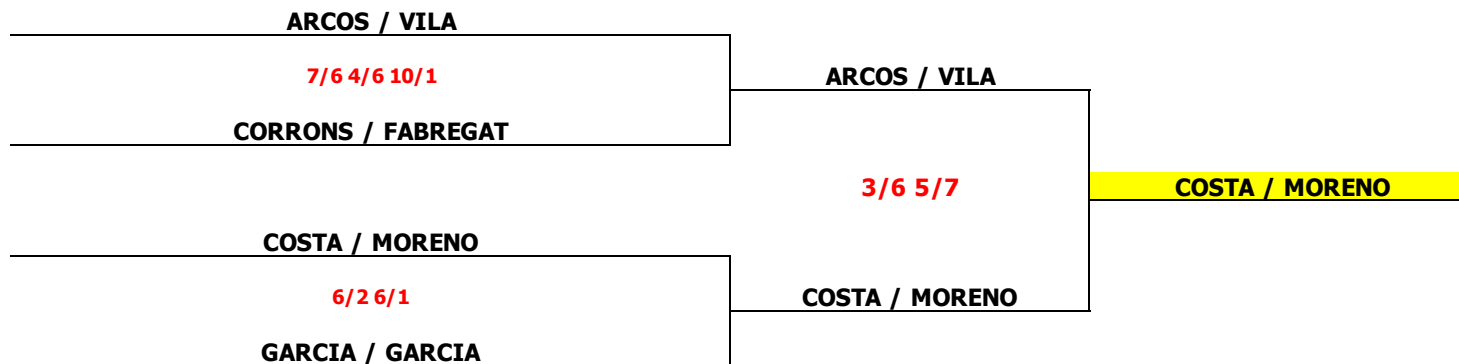 ARCOS / VILA
7/6 4/6 10/1
ARCOS / VILA
CORRONS / FABREGAT
3/6 5/7
COSTA / MORENO
COSTA / MORENO
6/2 6/1
COSTA / MORENO
GARCIA / GARCIA